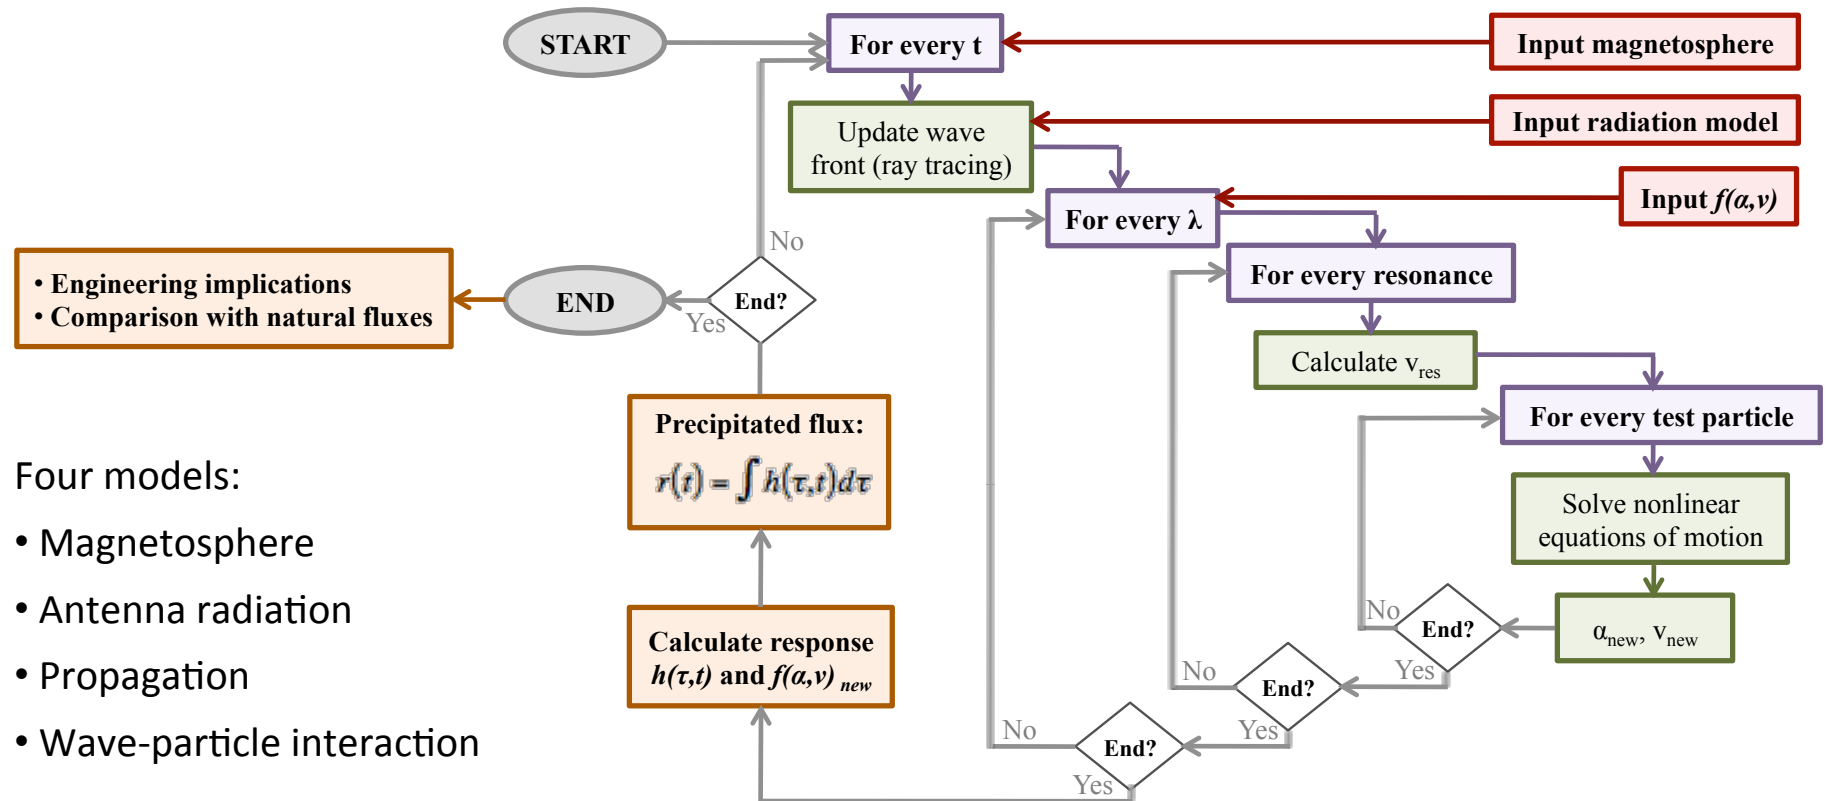 START
For every t
Input magnetosphere
Update wave
front (ray tracing)
Input radiation model
For every λ
Input f(α,v)
No
For every resonance
• Engineering implications
• Comparison with natural fluxes
END
End?
Yes
Calculate v_res
Precipitated flux:
r(t) = ∫ h(τ,t)dτ
For every test particle
Four models:
• Magnetosphere
• Antenna radiation
• Propagation
• Wave-particle interaction
Solve nonlinear
equations of motion
Calculate response
h(τ,t) and f(α,v)_new
α_new, v_new
No
End?
Yes
No
End?
Yes
No
End?
Yes